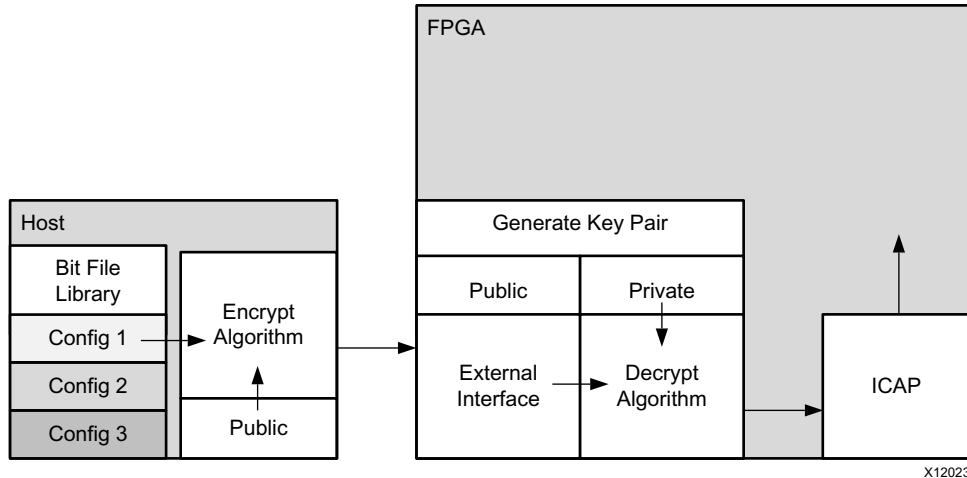 FPGA
Host
Bit File
Library
Config 1
Config 2
Config 3
Encrypt
Algorithm
Public
Generate Key Pair
Public
Private
External
Interface
Decrypt
Algorithm
ICAP
X12023